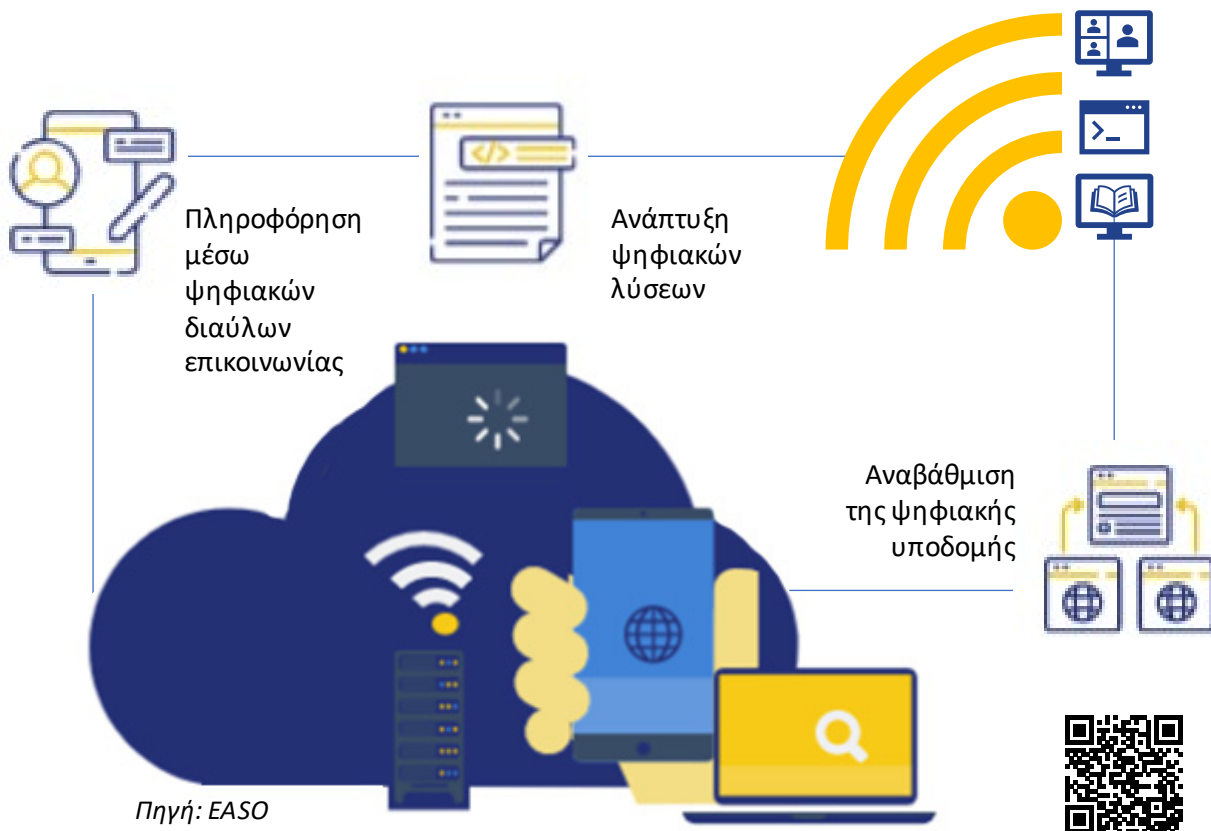 Πληροφόρηση
μέσω
ψηφιακών
διαύλων
επικοινωνίας
Ανάπτυξη
ψηφιακών
λύσεων
Αναβάθμιση
της ψηφιακής
υποδομής
Πηγή: EASO